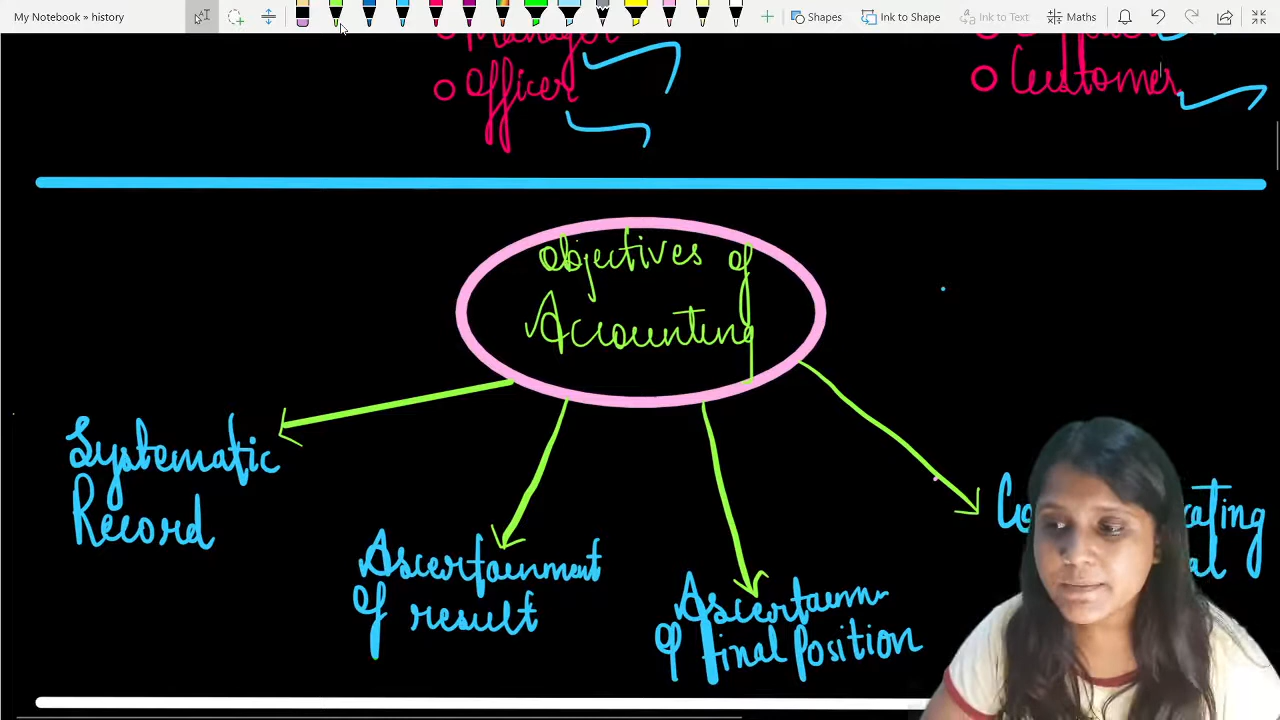 My Notebook » history
Shapes
Ink to Shape
Ink to Text
Maths
Manager
Officer
Customer
Objectives of
Accounting
Systematic
Record
Ascertainment
of result
of final Position